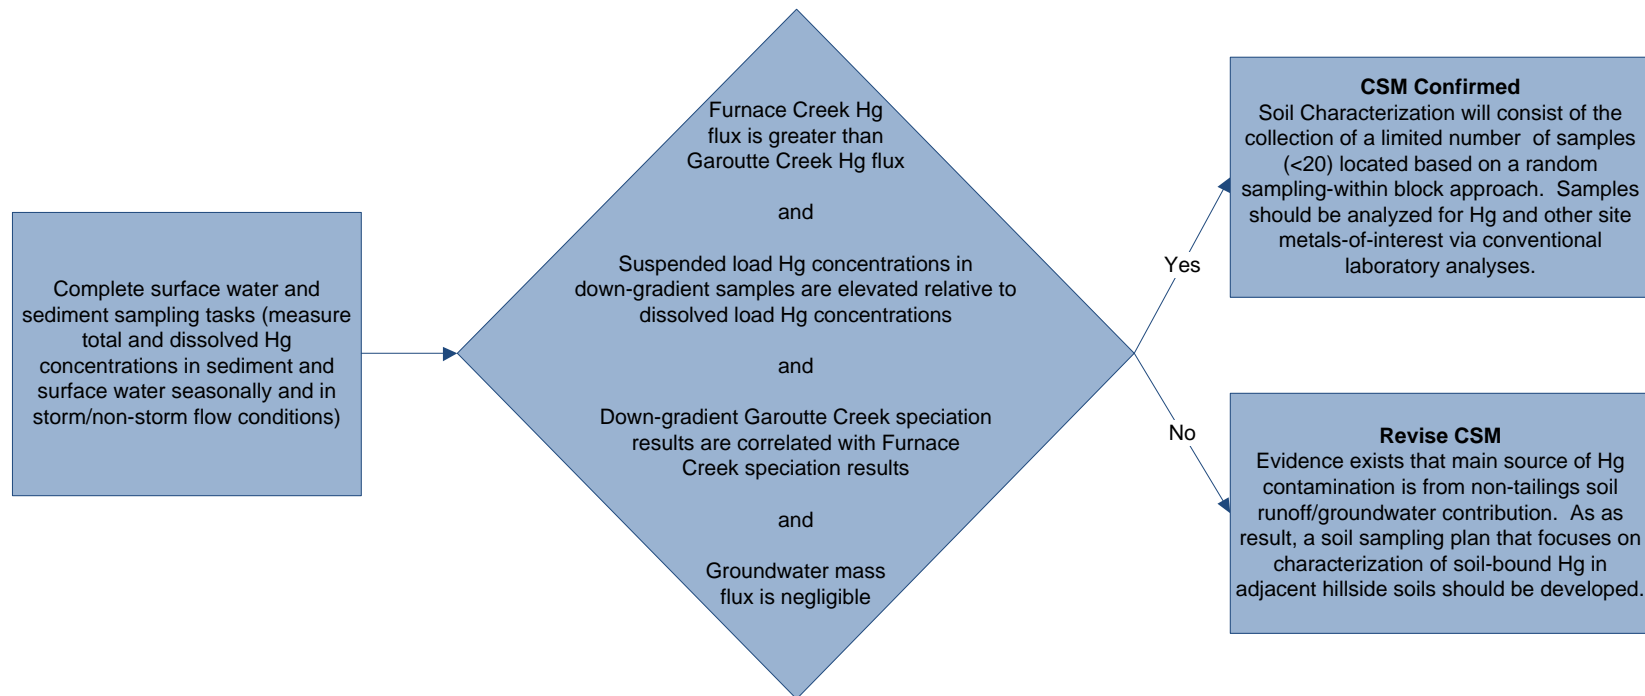 Complete surface water and
sediment sampling tasks (measure
total and dissolved Hg
concentrations in sediment and
surface water seasonally and in
storm/non-storm flow conditions)
Furnace Creek Hg
flux is greater than
Garoutte Creek Hg flux
and
Suspended load Hg concentrations in
down-gradient samples are elevated relative to
dissolved load Hg concentrations
and
Down-gradient Garoutte Creek speciation
results are correlated with Furnace
Creek speciation results
and
Groundwater mass
flux is negligible
Yes
CSM Confirmed
Soil Characterization will consist of the
collection of a limited number  of samples
(<20) located based on a random
sampling-within block approach.  Samples
should be analyzed for Hg and other site
metals-of-interest via conventional
laboratory analyses.
No
Revise CSM
Evidence exists that main source of Hg
contamination is from non-tailings soil
runoff/groundwater contribution.  As as
result, a soil sampling plan that focuses on
characterization of soil-bound Hg in
adjacent hillside soils should be developed.